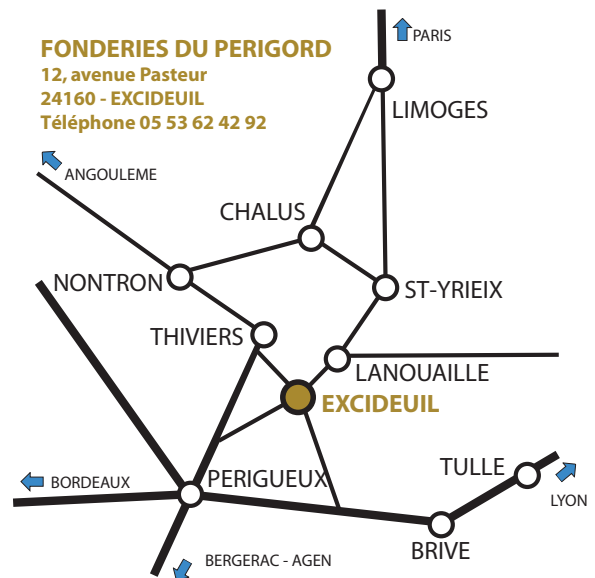 PARIS
FONDERIES DU PERIGORD
12, avenue Pasteur
24160 - EXCIDEUIL
Téléphone 05 53 62 42 92
LIMOGES
ANGOULEME
CHALUS
NONTRON
ST-YRIEIX
THIVIERS
LANOUAILLE
EXCIDEUIL
BORDEAUX
PERIGUEUX
TULLE
LYON
BRIVE
BERGERAC - AGEN